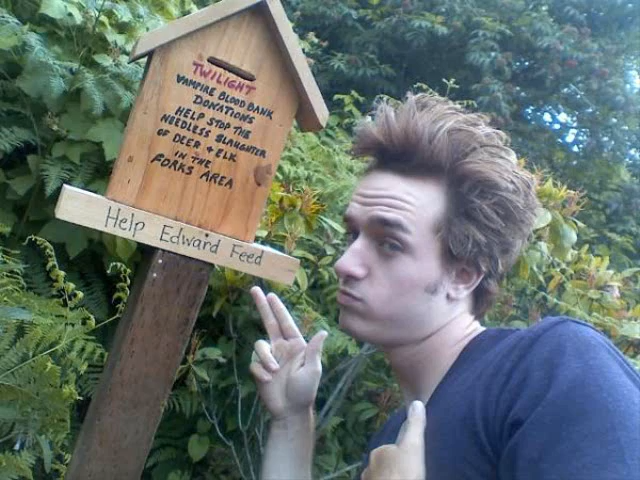 TWILIGHT
VAMPIRE BLOOD BANK
DONATIONS
HELP STOP THE
NEEDLESS SLAUGHTER
OF DEER & ELK
IN THE
FORKS AREA
Help Edward Feed